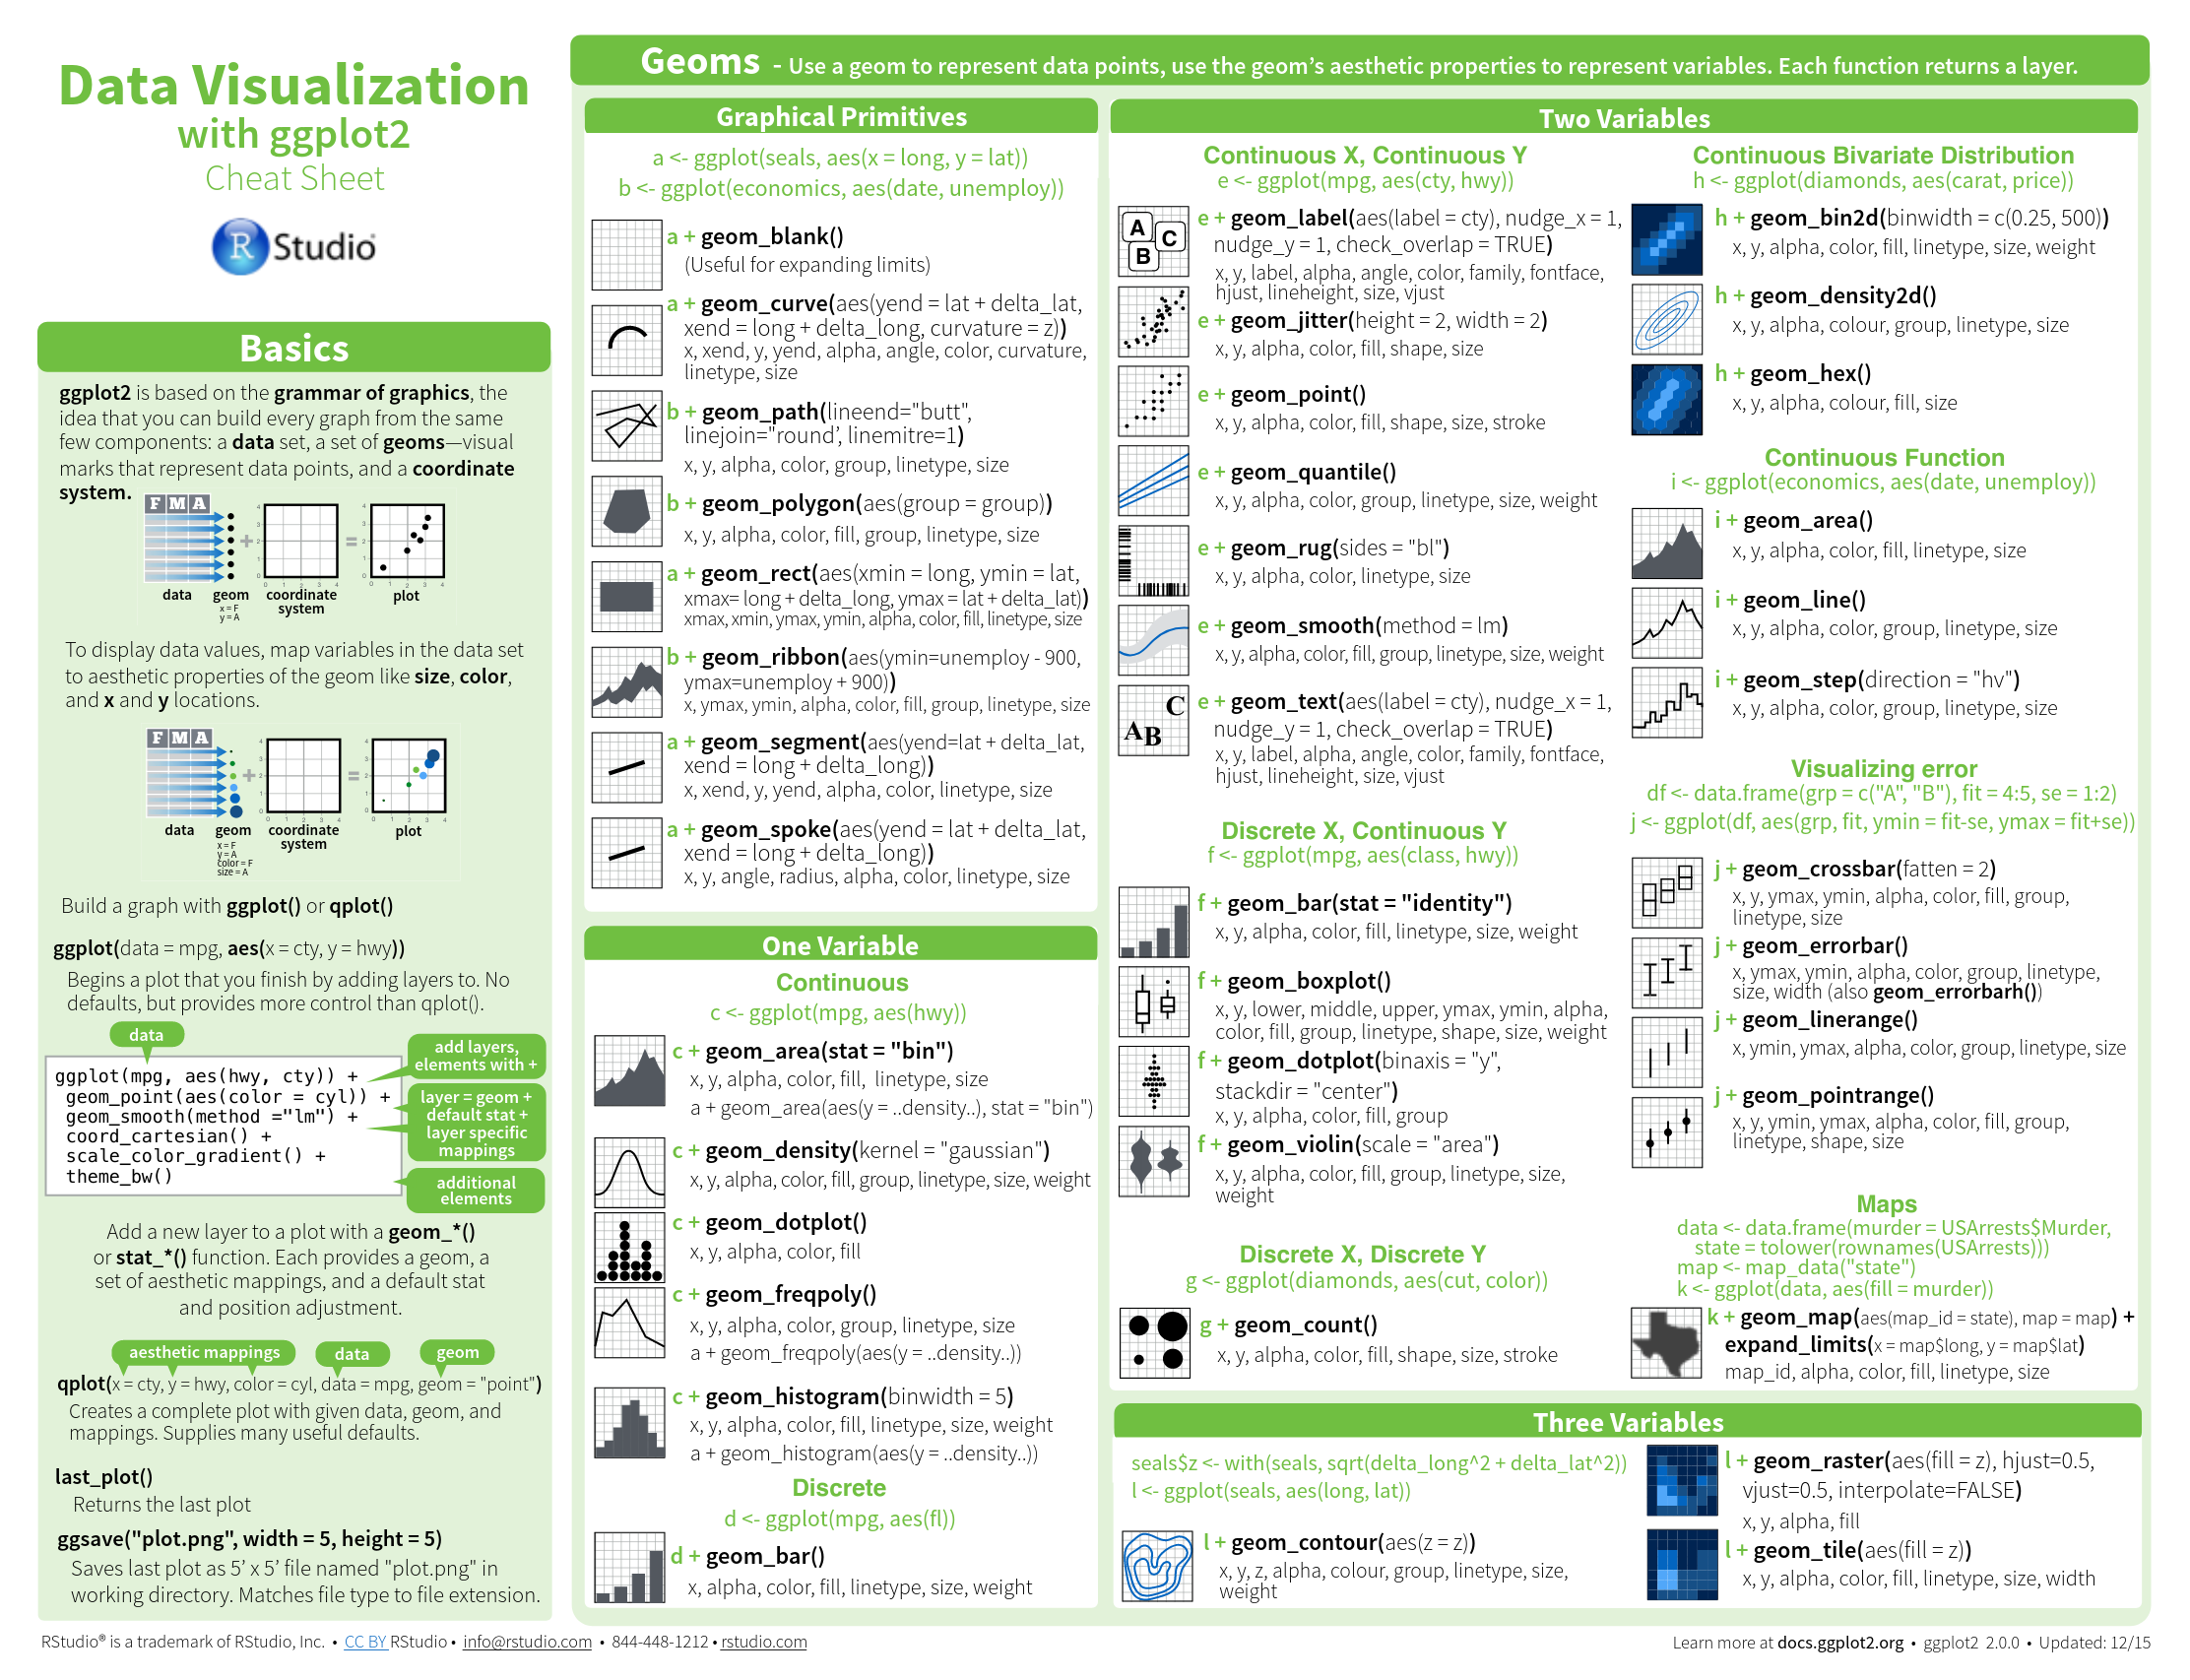 Data Visualization
with ggplot2
Cheat Sheet
R Studio®
Basics
ggplot2 is based on the grammar of graphics, the
idea that you can build every graph from the same
few components: a data set, a set of geoms—visual
marks that represent data points, and a coordinate
system.
F M A
data
geom
x = F
y = A
coordinate
system
plot
To display data values, map variables in the data set
to aesthetic properties of the geom like size, color,
and x and y locations.
F M A
data
geom
x = F
y = A
color = F
size = A
coordinate
system
plot
Build a graph with ggplot() or qplot()
ggplot(data = mpg, aes(x = cty, y = hwy))
Begins a plot that you finish by adding layers to. No
defaults, but provides more control than qplot().
data
ggplot(mpg, aes(hwy, cty)) +
geom_point(aes(color = cyl)) +
geom_smooth(method ="lm") +
coord_cartesian() +
scale_color_gradient() +
theme_bw()
add layers,
elements with +
layer = geom +
default stat +
layer specific
mappings
additional
elements
Add a new layer to a plot with a geom_*()
or stat_*() function. Each provides a geom, a
set of aesthetic mappings, and a default stat
and position adjustment.
aesthetic mappings
data
geom
qplot(x = cty, y = hwy, color = cyl, data = mpg, geom = "point")
Creates a complete plot with given data, geom, and
mappings. Supplies many useful defaults.
last_plot()
Returns the last plot
ggsave("plot.png", width = 5, height = 5)
Saves last plot as 5’ x 5’ file named "plot.png" in
working directory. Matches file type to file extension.
Geoms - Use a geom to represent data points, use the geom’s aesthetic properties to represent variables. Each function returns a layer.
Graphical Primitives
a <- ggplot(seals, aes(x = long, y = lat))
b <- ggplot(economics, aes(date, unemploy))
a + geom_blank()
(Useful for expanding limits)
a + geom_curve(aes(yend = lat + delta_lat,
xend = long + delta_long, curvature = z))
x, xend, y, yend, alpha, angle, color, curvature,
linetype, size
b + geom_path(lineend="butt",
linejoin="round’, linemitre=1)
x, y, alpha, color, group, linetype, size
b + geom_polygon(aes(group = group))
x, y, alpha, color, fill, group, linetype, size
a + geom_rect(aes(xmin = long, ymin = lat,
xmax= long + delta_long, ymax = lat + delta_lat))
xmax, xmin, ymax, ymin, alpha, color, fill, linetype, size
b + geom_ribbon(aes(ymin=unemploy - 900,
ymax=unemploy + 900))
x, ymax, ymin, alpha, color, fill, group, linetype, size
a + geom_segment(aes(yend=lat + delta_lat,
xend = long + delta_long))
x, xend, y, yend, alpha, color, linetype, size
a + geom_spoke(aes(yend = lat + delta_lat,
xend = long + delta_long))
x, y, angle, radius, alpha, color, linetype, size
One Variable
Continuous
c <- ggplot(mpg, aes(hwy))
c + geom_area(stat = "bin")
x, y, alpha, color, fill, linetype, size
a + geom_area(aes(y = ..density..), stat = "bin")
c + geom_density(kernel = "gaussian")
x, y, alpha, color, fill, group, linetype, size, weight
c + geom_dotplot()
x, y, alpha, color, fill
c + geom_freqpoly()
x, y, alpha, color, group, linetype, size
a + geom_freqpoly(aes(y = ..density..))
c + geom_histogram(binwidth = 5)
x, y, alpha, color, fill, linetype, size, weight
a + geom_histogram(aes(y = ..density..))
Discrete
d <- ggplot(mpg, aes(fl))
d + geom_bar()
x, alpha, color, fill, linetype, size, weight
Two Variables
Continuous X, Continuous Y
e <- ggplot(mpg, aes(cty, hwy))
A
C
B
e + geom_label(aes(label = cty), nudge_x = 1,
nudge_y = 1, check_overlap = TRUE)
x, y, label, alpha, angle, color, family, fontface,
hjust, lineheight, size, vjust
e + geom_jitter(height = 2, width = 2)
x, y, alpha, color, fill, shape, size
e + geom_point()
x, y, alpha, color, fill, shape, size, stroke
e + geom_quantile()
x, y, alpha, color, group, linetype, size, weight
e + geom_rug(sides = "bl")
x, y, alpha, color, linetype, size
e + geom_smooth(method = lm)
x, y, alpha, color, fill, group, linetype, size, weight
C
AB
e + geom_text(aes(label = cty), nudge_x = 1,
nudge_y = 1, check_overlap = TRUE)
x, y, label, alpha, angle, color, family, fontface,
hjust, lineheight, size, vjust
Discrete X, Continuous Y
f <- ggplot(mpg, aes(class, hwy))
f + geom_bar(stat = "identity")
x, y, alpha, color, fill, linetype, size, weight
f + geom_boxplot()
x, y, lower, middle, upper, ymax, ymin, alpha,
color, fill, group, linetype, shape, size, weight
f + geom_dotplot(binaxis = "y",
stackdir = "center")
x, y, alpha, color, fill, group
f + geom_violin(scale = "area")
x, y, alpha, color, fill, group, linetype, size,
weight
Discrete X, Discrete Y
g <- ggplot(diamonds, aes(cut, color))
g + geom_count()
x, y, alpha, color, fill, shape, size, stroke
Continuous Bivariate Distribution
h <- ggplot(diamonds, aes(carat, price))
h + geom_bin2d(binwidth = c(0.25, 500))
x, y, alpha, color, fill, linetype, size, weight
h + geom_density2d()
x, y, alpha, colour, group, linetype, size
h + geom_hex()
x, y, alpha, colour, fill, size
Continuous Function
i <- ggplot(economics, aes(date, unemploy))
i + geom_area()
x, y, alpha, color, fill, linetype, size
i + geom_line()
x, y, alpha, color, group, linetype, size
i + geom_step(direction = "hv")
x, y, alpha, color, group, linetype, size
Visualizing error
df <- data.frame(grp = c("A", "B"), fit = 4:5, se = 1:2)
j <- ggplot(df, aes(grp, fit, ymin = fit-se, ymax = fit+se))
j + geom_crossbar(fatten = 2)
x, y, ymax, ymin, alpha, color, fill, group,
linetype, size
j + geom_errorbar()
x, ymax, ymin, alpha, color, group, linetype,
size, width (also geom_errorbarh())
j + geom_linerange()
x, ymin, ymax, alpha, color, group, linetype, size
j + geom_pointrange()
x, y, ymin, ymax, alpha, color, fill, group,
linetype, shape, size
Maps
data <- data.frame(murder = USArrests$Murder,
state = tolower(rownames(USArrests)))
map <- map_data("state")
k <- ggplot(data, aes(fill = murder))
k + geom_map(aes(map_id = state), map = map) +
expand_limits(x = map$long, y = map$lat)
map_id, alpha, color, fill, linetype, size
Three Variables
seals$z <- with(seals, sqrt(delta_long^2 + delta_lat^2))
l <- ggplot(seals, aes(long, lat))
l + geom_contour(aes(z = z))
x, y, z, alpha, colour, group, linetype, size,
weight
l + geom_raster(aes(fill = z), hjust=0.5,
vjust=0.5, interpolate=FALSE)
x, y, alpha, fill
l + geom_tile(aes(fill = z))
x, y, alpha, color, fill, linetype, size, width
RStudio® is a trademark of RStudio, Inc. • CC BY RStudio • info@rstudio.com • 844-448-1212 • rstudio.com
Learn more at docs.ggplot2.org • ggplot2 2.0.0 • Updated: 12/15